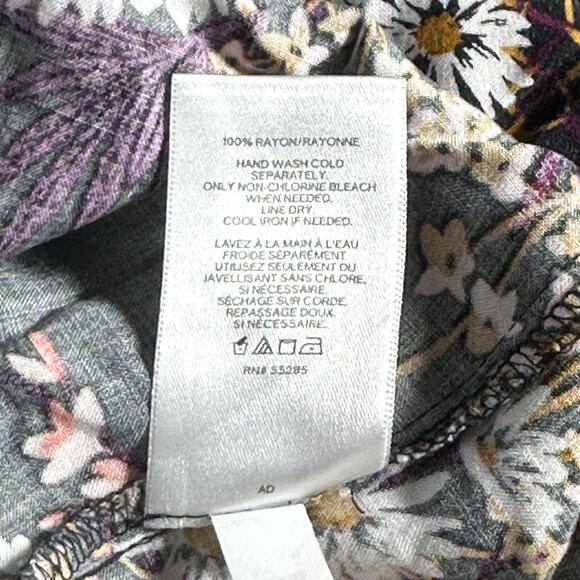 100% RAYON/RAYONNE
HAND WASH COLD
SEPARATELY.
ONLY NON-CHLORINE BLEACH
WHEN NEEDED.
LINE DRY.
COOL IRON IF NEEDED.
LAVEZ À LA MAIN À L'EAU
FROIDE SÉPARÉMENT
UTILISEZ SEULEMENT DU
JAVELLISANT SANS CHLORE,
SI NÉCESSAIRE.
SÉCHAGE SUR CORDE.
REPASSAGE DOUX,
SI NÉCESSAIRE.
RN# 55285
AD